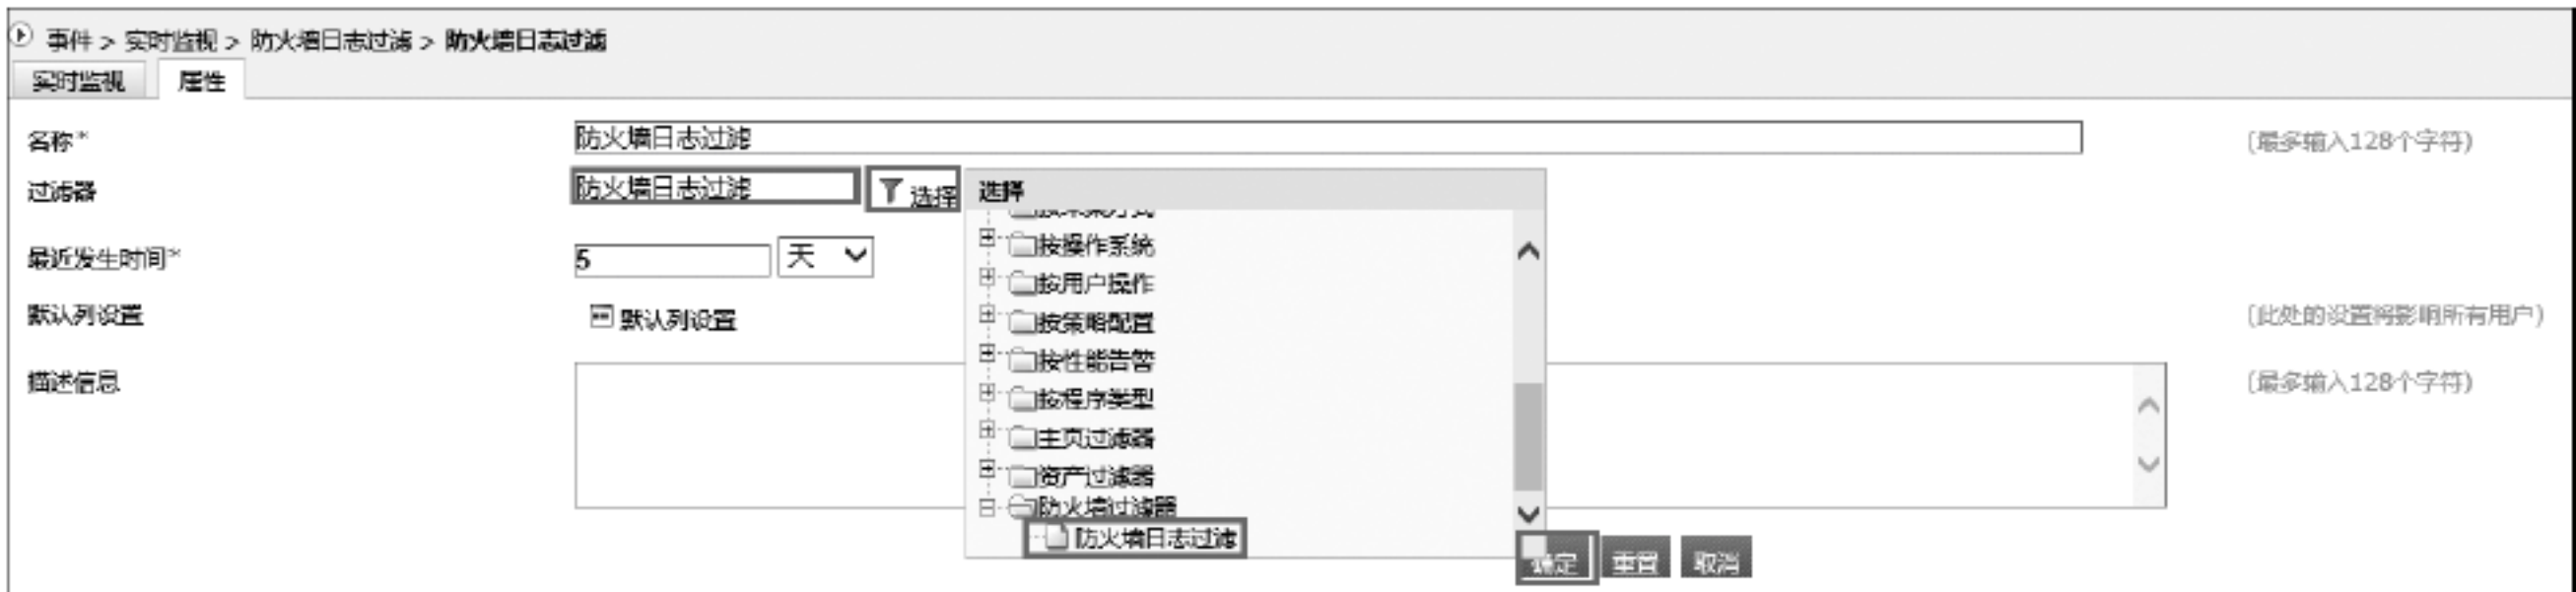 事件 > 实时监视 > 防火墙日志过滤 > 防火墙日志过滤
实时监视 属性
名称* 防火墙日志过滤 (最多输入128个字符)
过滤器 防火墙日志过滤 选择 选择
按操作系统
最近发生时间* 5 天
按用户操作
默认列设置 默认列设置 按策略配置 (此处的设置将影响所有用户)
按性能告警
描述信息 (最多输入128个字符)
按程序类型
主页过滤器
资产过滤器
防火墙过滤器
防火墙日志过滤
确定 重置 取消